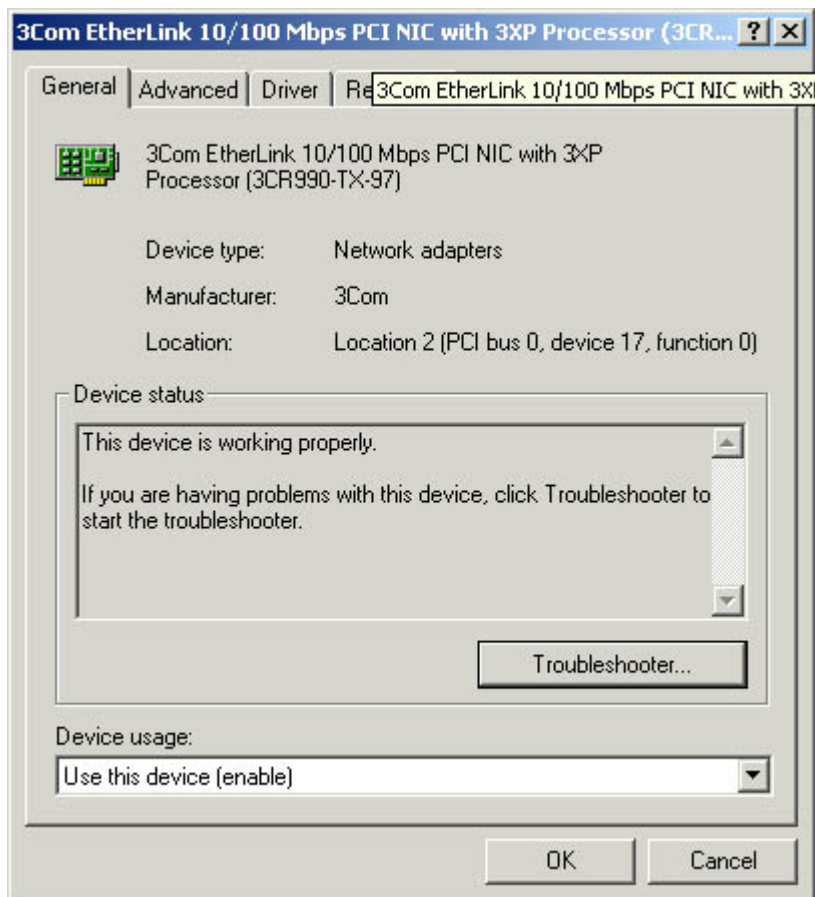 3Com EtherLink 10/100 Mbps PCI NIC with 3XP Processor (3CR...
General Advanced Driver Re
3Com EtherLink 10/100 Mbps PCI NIC with 3X
3Com EtherLink 10/100 Mbps PCI NIC with 3XP
Processor (3CR990-TX-97)
Device type: Network adapters
Manufacturer: 3Com
Location: Location 2 (PCI bus 0, device 17, function 0)
Device status
This device is working properly.
If you are having problems with this device, click Troubleshooter to
start the troubleshooter.
Troubleshooter...
Device usage:
Use this device (enable)
OK Cancel